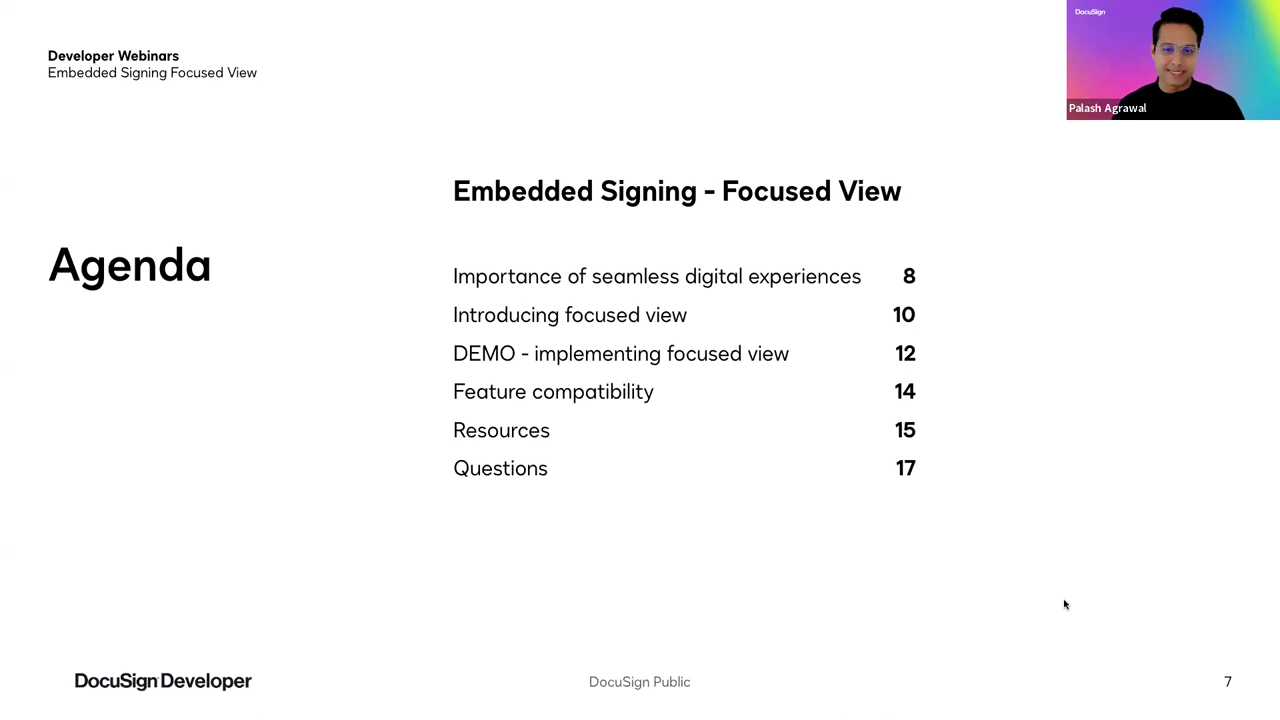 DocuSign
Developer Webinars
Embedded Signing Focused View
Palash Agrawal
Embedded Signing - Focused View
Agenda
Importance of seamless digital experiences 8
Introducing focused view 10
DEMO - implementing focused view 12
Feature compatibility 14
Resources 15
Questions 17
DocuSign Developer
DocuSign Public
7